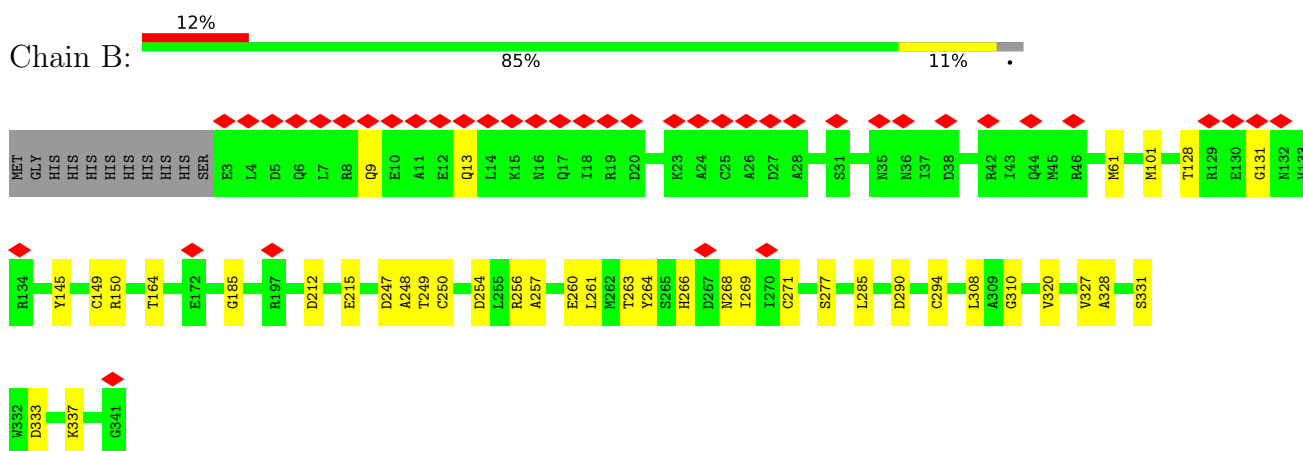 12%
Chain B:
85% 11% •
MET GLY HIS HIS HIS HIS HIS HIS HIS HIS SER E3 L4 D5 Q6 L7 R8 Q9 E10 A11 E12 Q13 L14 K15 N16 Q17 I18 R19 D20 K23 A24 C25 A26 D27 A28 S31 N35 N36 I37 D38 R42 I43 Q44 M45 R46 M61 M101 T128 R129 E130 G131 N132 V133
R134 Y145 C149 R150 T164 E172 G185 R197 D212 E215 D247 A248 T249 C250 D254 L255 R256 A257 E260 L261 M262 T263 Y264 S265 H266 D267 N268 I269 I270 C271 S277 L285 D290 C294 L308 A309 G310 V320 V327 A328 S331
W332 D333 K337 G341